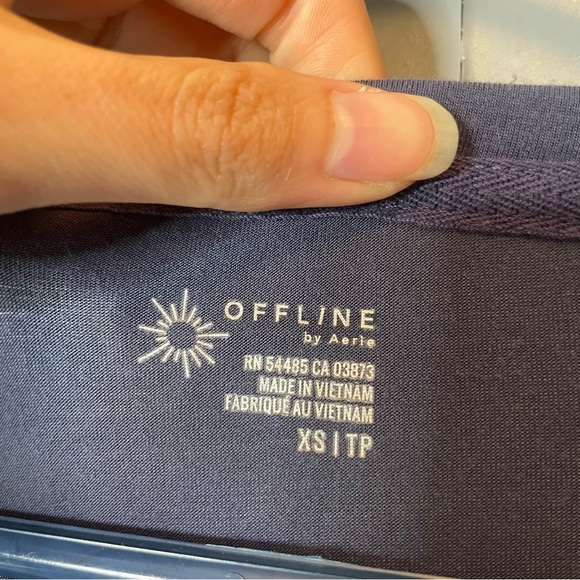 OFFLINE
by Aerie
RN 54485 CA 03873
MADE IN VIETNAM
FABRIQUÉ AU VIETNAM
XS | TP